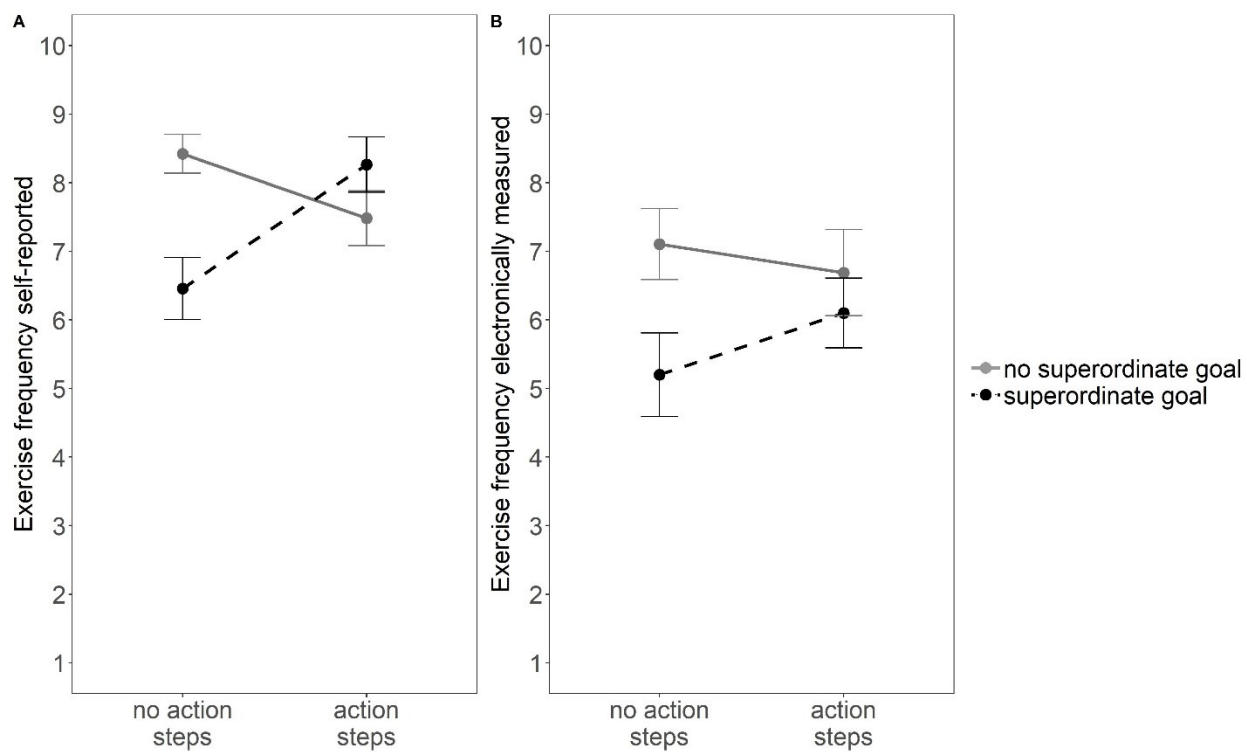 A
Exercise frequency self-reported
10
9
8
7
6
5
4
3
2
1
no action
steps
action
steps
B
Exercise frequency electronically measured
10
9
8
7
6
5
4
3
2
1
no action
steps
action
steps
no superordinate goal
superordinate goal